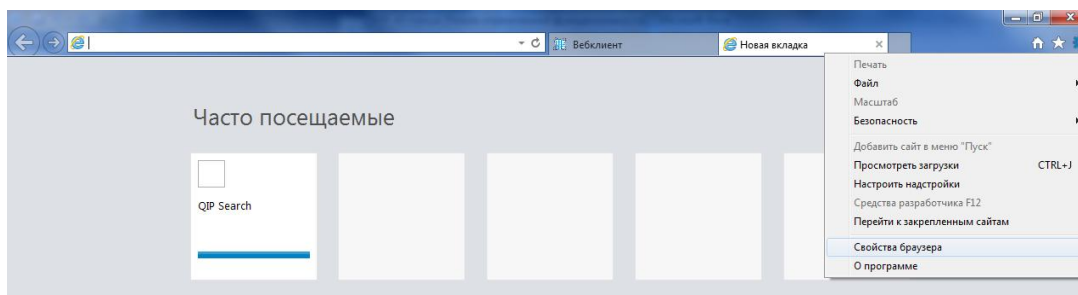 Вебклиент
Новая вкладка
Часто посещаемые
QIP Search
Печать
Файл
Масштаб
Безопасность
Добавить сайт в меню "Пуск"
Просмотреть загрузки CTRL+J
Настроить надстройки
Средства разработчика F12
Перейти к закрепленным сайтам
Свойства браузера
О программе